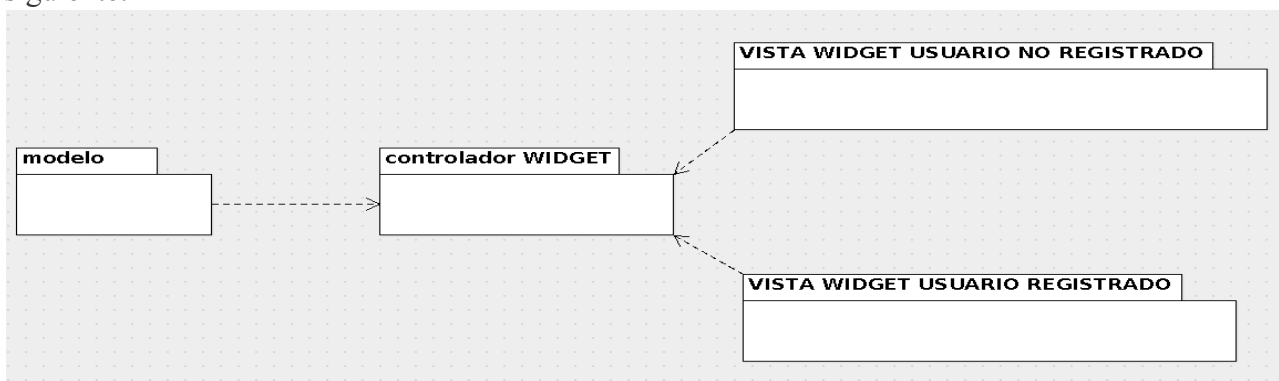 siguiente:
VISTA WIDGET USUARIO NO REGISTRADO
modelo
controlador WIDGET
VISTA WIDGET USUARIO REGISTRADO